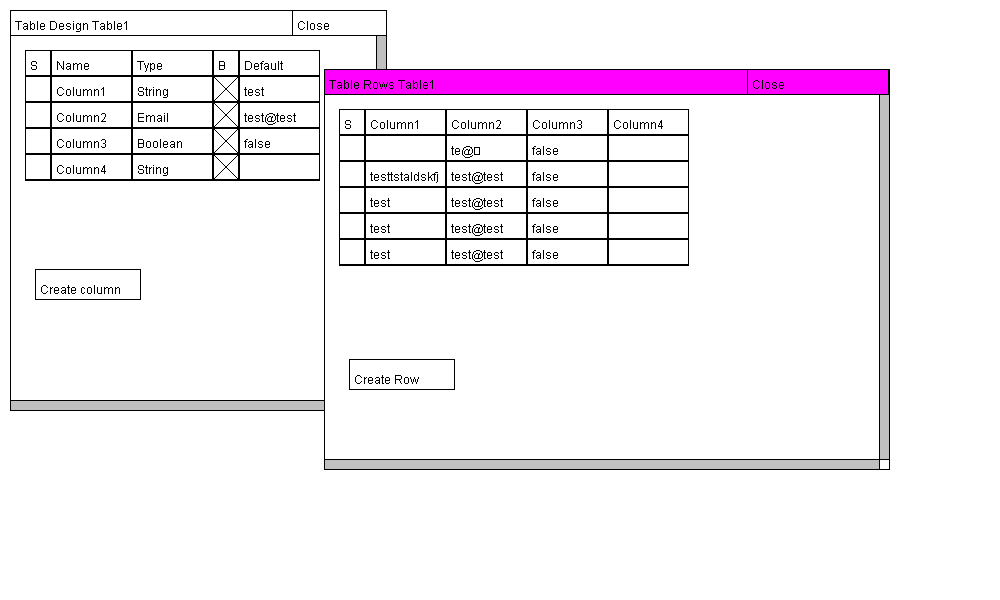 Table Design Table1 Close
S Name Type B Default
Column1 String test
Column2 Email test@test
Column3 Boolean false
Column4 String
Create column
Table Rows Table1 Close
S Column1 Column2 Column3 Column4
te@▯ false
testtstaldskfj test@test false
test test@test false
test test@test false
test test@test false
Create Row